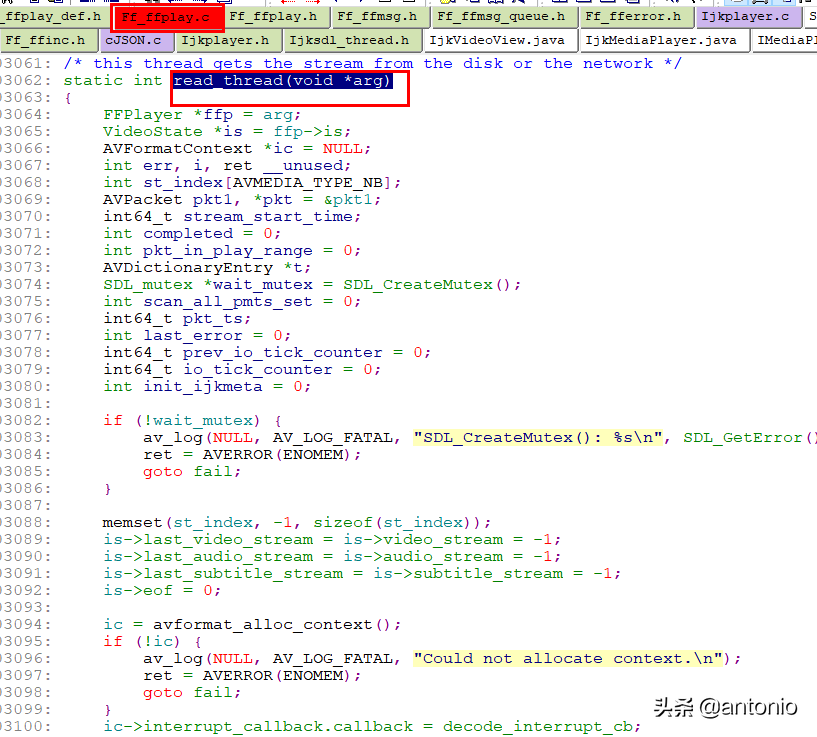 _ffplay_def.h Ff_ffplay.c Ff_ffplay.h Ff_ffmsg.h Ff_ffmsg_queue.h Ff_fferror.h Ijkplayer.c
Ff_ffinc.h cJSON.c Ijkplayer.h Ijksdl_thread.h IjkVideoView.java IjkMediaPlayer.java IMediaPl
03061: /* this thread gets the stream from the disk or the network */
03062: static int read_thread(void *arg)
03063: {
03064:     FFPlayer *ffp = arg;
03065:     VideoState *is = ffp->is;
03066:     AVFormatContext *ic = NULL;
03067:     int err, i, ret __unused;
03068:     int st_index[AVMEDIA_TYPE_NB];
03069:     AVPacket pkt1, *pkt = &pkt1;
03070:     int64_t stream_start_time;
03071:     int completed = 0;
03072:     int pkt_in_play_range = 0;
03073:     AVDictionaryEntry *t;
03074:     SDL_mutex *wait_mutex = SDL_CreateMutex();
03075:     int scan_all_pmts_set = 0;
03076:     int64_t pkt_ts;
03077:     int last_error = 0;
03078:     int64_t prev_io_tick_counter = 0;
03079:     int64_t io_tick_counter = 0;
03080:     int init_ijkmeta = 0;
03081:
03082:     if (!wait_mutex) {
03083:         av_log(NULL, AV_LOG_FATAL, "SDL_CreateMutex(): %s\n", SDL_GetError()
03084:         ret = AVERROR(ENOMEM);
03085:         goto fail;
03086:     }
03087:
03088:     memset(st_index, -1, sizeof(st_index));
03089:     is->last_video_stream = is->video_stream = -1;
03090:     is->last_audio_stream = is->audio_stream = -1;
03091:     is->last_subtitle_stream = is->subtitle_stream = -1;
03092:     is->eof = 0;
03093:
03094:     ic = avformat_alloc_context();
03095:     if (!ic) {
03096:         av_log(NULL, AV_LOG_FATAL, "Could not allocate context.\n");
03097:         ret = AVERROR(ENOMEM);
03098:         goto fail;
03099:     }
03100:     ic->interrupt_callback.callback = decode_interrupt_cb;
头条 @antonio